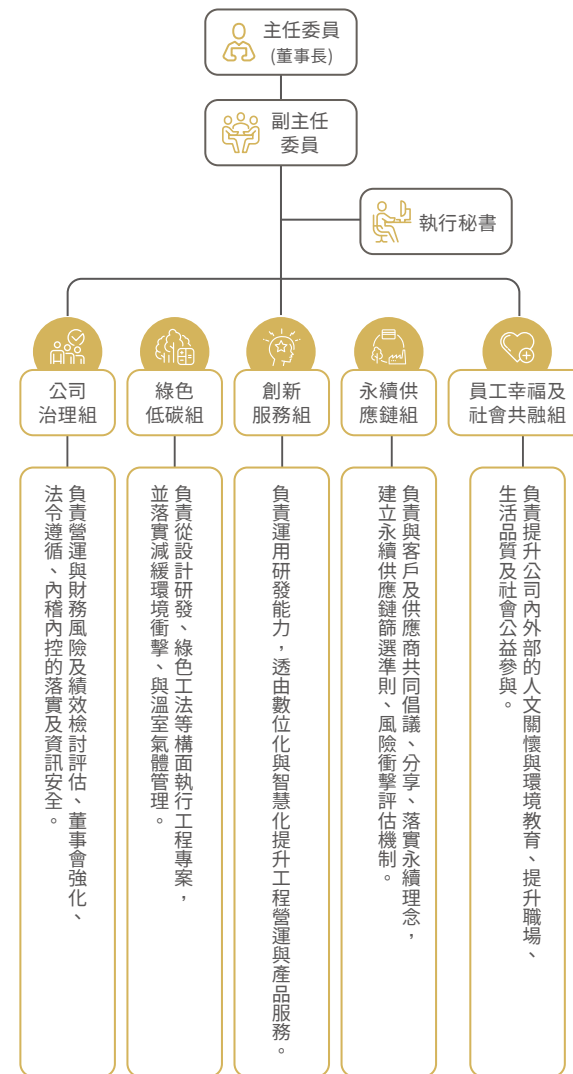 主任委員
(董事長)
副主任
委員
執行秘書
公司
治理組
綠色
低碳組
創新
服務組
永續供
應鏈組
員工幸福及
社會共融組
負責營運與財務風險及績效檢討評估、董事會強化、
法令遵循、內稽內控的落實及資訊安全。
負責從設計研發、綠色工法等構面執行工程專案，
並落實減緩環境衝擊、與溫室氣體管理。
負責運用研發能力，透由數位化與智慧化提升工程營運與產品服務。
負責與客戶及供應商共同倡議、分享、落實永續理念，
建立永續供應鏈篩選準則、風險衝擊評估機制。
負責提升公司內外部的人文關懷與環境教育、提升職場、
生活品質及社會公益參與。